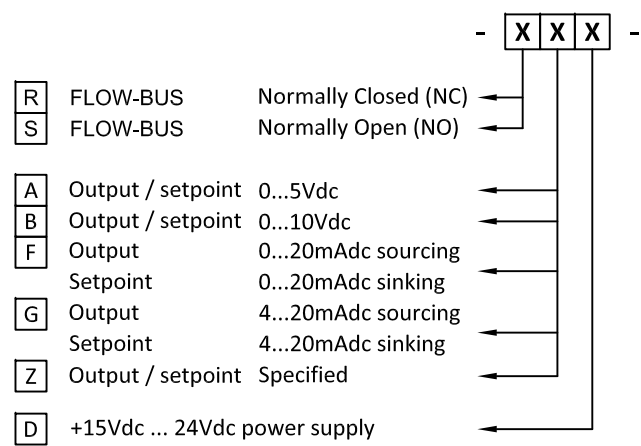 - X X X -
R FLOW-BUS Normally Closed (NC)
S FLOW-BUS Normally Open (NO)
A Output / setpoint 0...5Vdc
B Output / setpoint 0...10Vdc
F Output 0...20mAdc sourcing
Setpoint 0...20mAdc sinking
G Output 4...20mAdc sourcing
Setpoint 4...20mAdc sinking
Z Output / setpoint Specified
D +15Vdc ... 24Vdc power supply